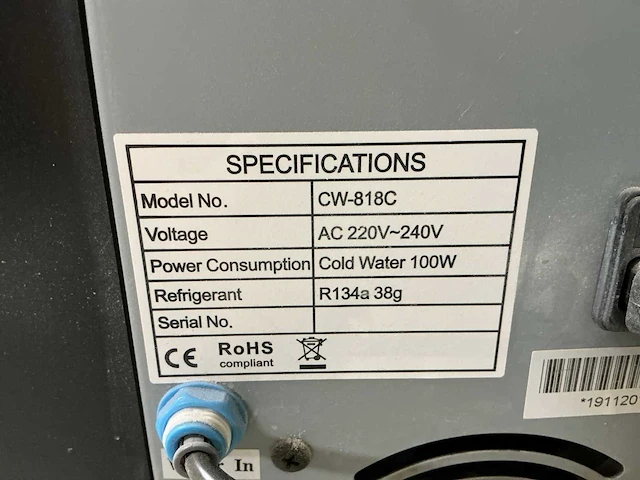 SPECIFICATIONS
Model No. CW-818C
Voltage AC 220V~240V
Power Consumption Cold Water 100W
Refrigerant R134a 38g
Serial No.
CE RoHS
compliant
*191120
In